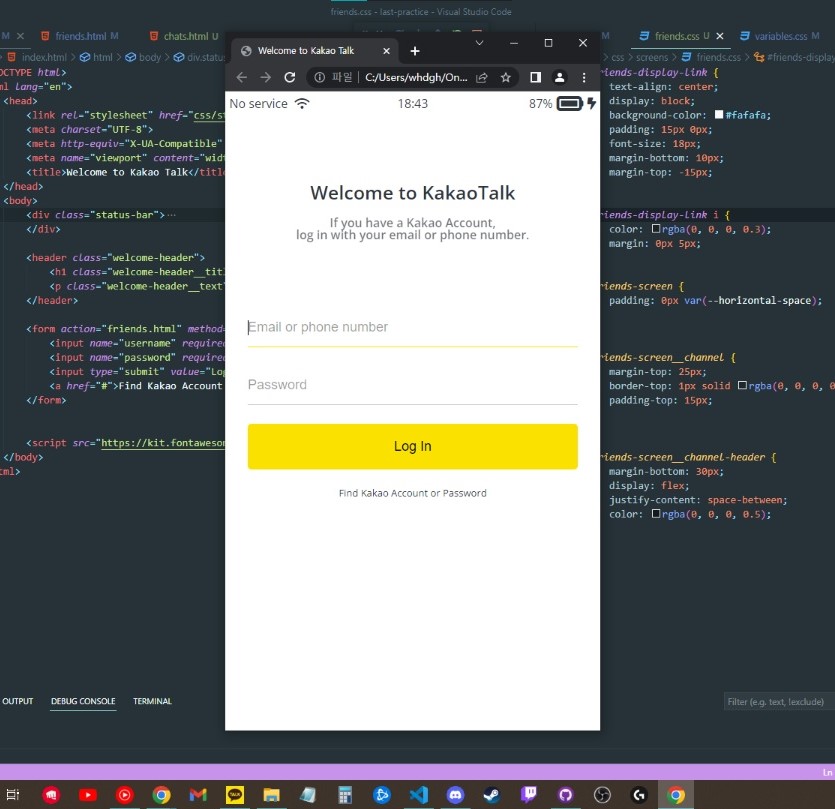 friends.css - last-practice - Visual Studio Code
M
friends.html M
chats.html U
index.html > html > body > div.status
OCTYPE html>
ml lang="en">
<head>
<link rel="stylesheet" href="css/st
<meta charset="UTF-8">
<meta http-equiv="X-UA-Compatible"
<meta name="viewport" content="widt
<title>Welcome to Kakao Talk</title
</head>
<body>
<div class="status-bar">…
</div>
<header class="welcome-header">
<h1 class="welcome-header__titl
<p class="welcome-header__text"
</header>
<form action="friends.html" method=
<input name="username" required
<input name="password" required
<input type="submit" value="Log
<a href="#">Find Kakao Account
</form>
<script src="https://kit.fontawesom
</body>
tml>
Welcome to Kakao Talk
파일
C:/Users/whdgh/On...
No service
18:43
87%
Welcome to KakaoTalk
If you have a Kakao Account,
log in with your email or phone number.
Email or phone number
Password
Log In
Find Kakao Account or Password
friends.css U
variables.css M
css > screens > friends.css > #friends-display
riends-display-link {
text-align: center;
display: block;
background-color: #fafafa;
padding: 15px 0px;
font-size: 18px;
margin-bottom: 10px;
margin-top: -15px;
riends-display-link i {
color: rgba(0, 0, 0, 0.3);
margin: 0px 5px;
riends-screen {
padding: 0px var(--horizontal-space);
riends-screen__channel {
margin-top: 25px;
border-top: 1px solid rgba(0, 0, 0, 0
padding-top: 15px;
riends-screen__channel-header {
margin-bottom: 30px;
display: flex;
justify-content: space-between;
color: rgba(0, 0, 0, 0.5);
OUTPUT
DEBUG CONSOLE
TERMINAL
Filter (e.g. text, !exclude)
Ln
TALK